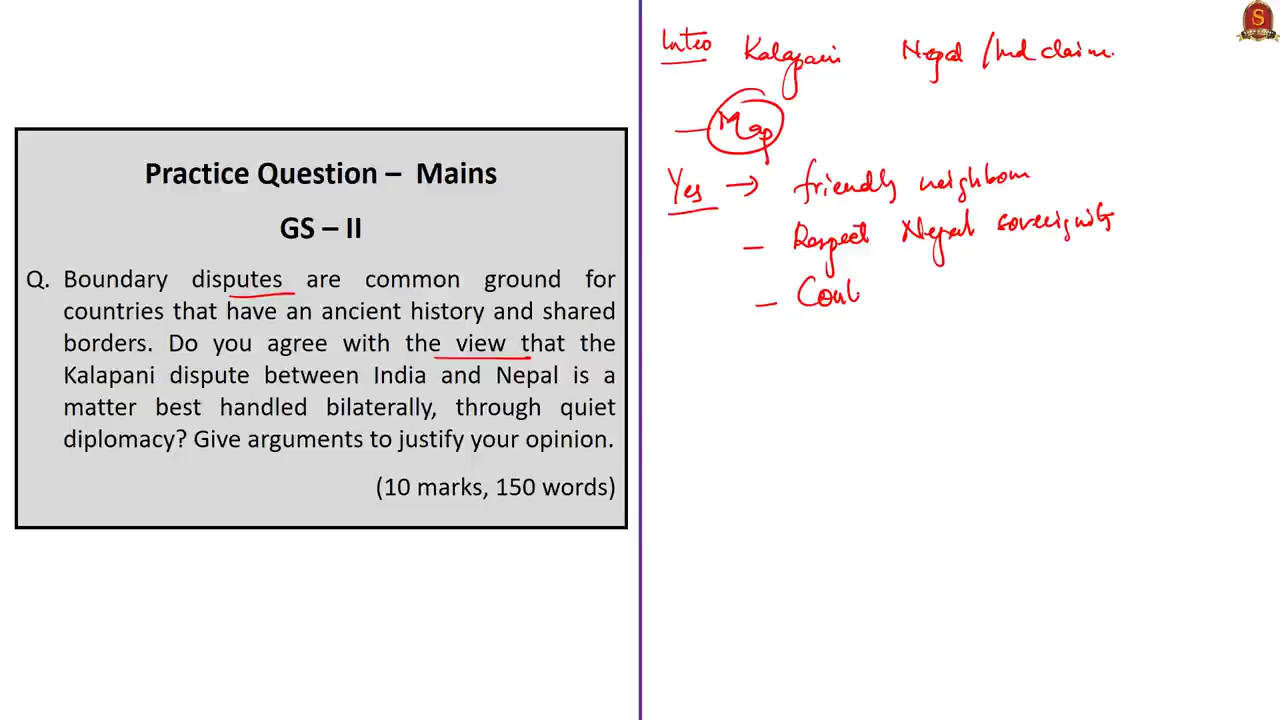 Practice Question – Mains
GS – II
Q. Boundary disputes are common ground for
countries that have an ancient history and shared
borders. Do you agree with the view that the
Kalapani dispute between India and Nepal is a
matter best handled bilaterally, through quiet
diplomacy? Give arguments to justify your opinion.
(10 marks, 150 words)
Intro Kalapani Nepal / Ind claim.
— Map
Yes → friendly neighbour
— Respect Nepal sovereignity
—
S